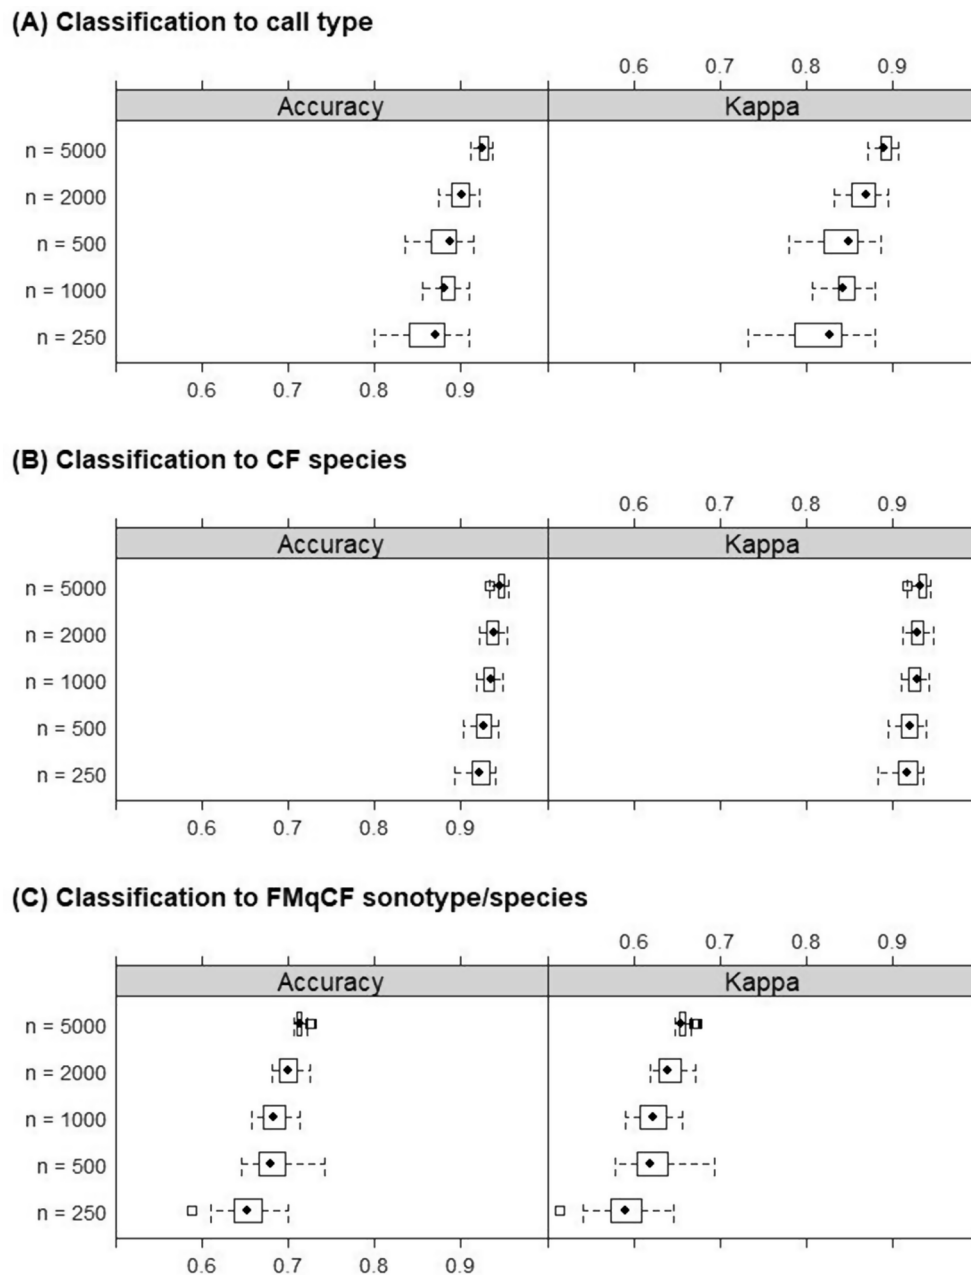 (A) Classification to call type
0.6 0.7 0.8 0.9
Accuracy Kappa
n = 5000
n = 2000
n = 500
n = 1000
n = 250
0.6 0.7 0.8 0.9
(B) Classification to CF species
0.6 0.7 0.8 0.9
Accuracy Kappa
n = 5000
n = 2000
n = 1000
n = 500
n = 250
0.6 0.7 0.8 0.9
(C) Classification to FMqCF sonotype/species
0.6 0.7 0.8 0.9
Accuracy Kappa
n = 5000
n = 2000
n = 1000
n = 500
n = 250
0.6 0.7 0.8 0.9